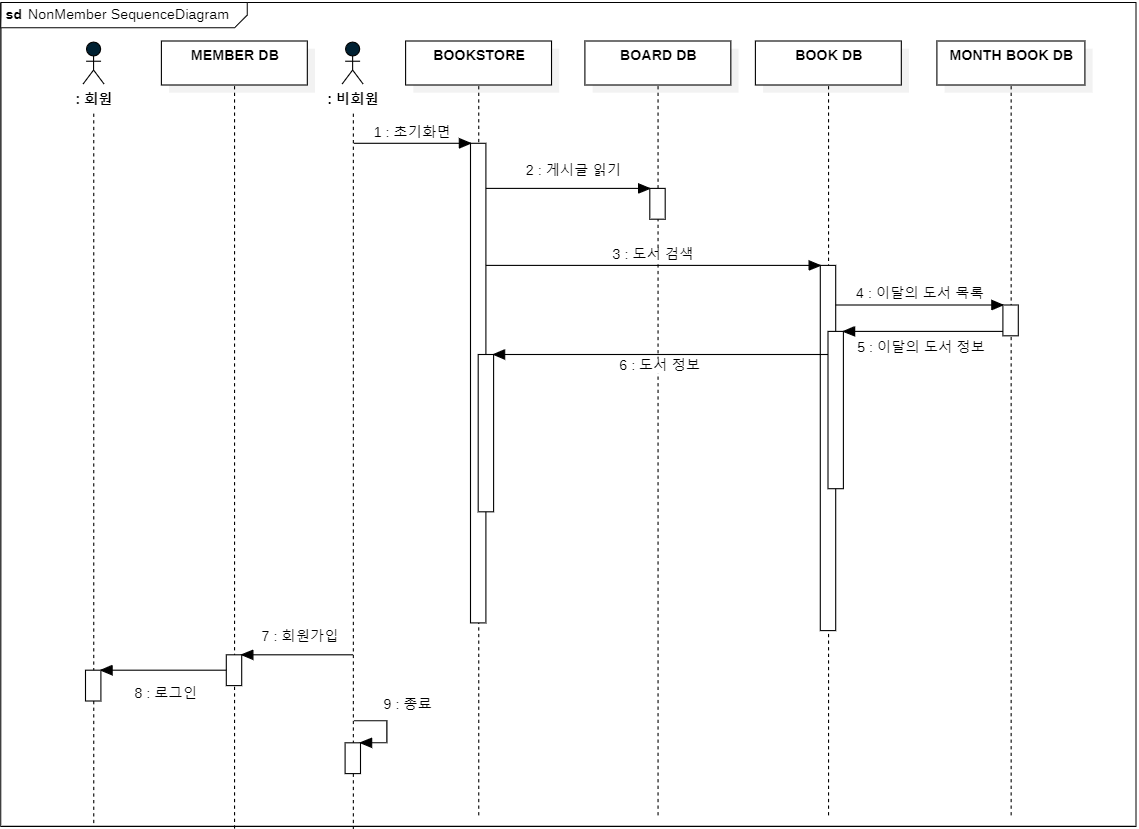 sd NonMember SequenceDiagram
: 회원
MEMBER DB
: 비회원
BOOKSTORE
BOARD DB
BOOK DB
MONTH BOOK DB
1 : 초기화면
2 : 게시글 읽기
3 : 도서 검색
4 : 이달의 도서 목록
5 : 이달의 도서 정보
6 : 도서 정보
7 : 회원가입
8 : 로그인
9 : 종료